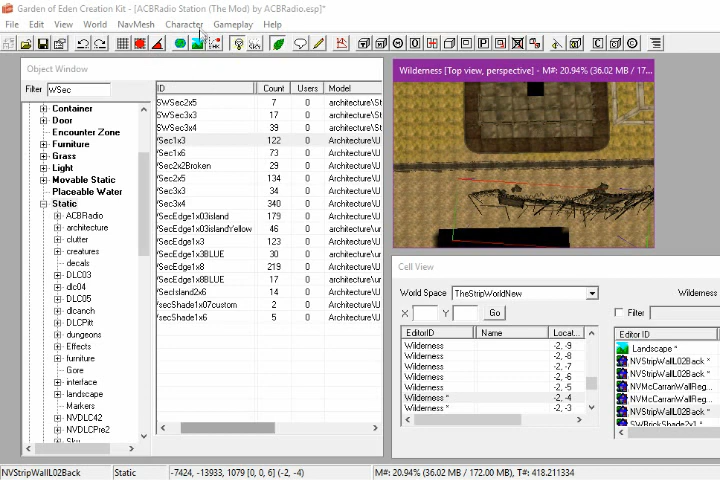 Garden of Eden Creation Kit - [ACBRadio Station (The Mod) by ACBRadio.esp]*
File Edit View World NavMesh Character Gameplay Help
Object Window
Filter wSec
Container
Door
Encounter Zone
Furniture
Grass
Light
Movable Static
Placeable Water
Static
ACBRadio
architecture
clutter
creatures
decals
DLC03
dlc04
DLC05
dlcanch
DLCPitt
dungeons
Effects
furniture
Gore
interface
landscape
Markers
NVDLC42
NVDLCPre2
ID Count Users Model
SWSec2x5 7 0 architecture\St
SWSec3x3 17 0 architecture\St
SWSec3x4 39 0 architecture\St
Sec1x3 122 0 Architecture\U
Sec1x6 73 0 Architecture\U
Sec2x2Broken 29 0 Architecture\U
Sec2x5 134 0 Architecture\U
Sec3x3 34 0 Architecture\U
Sec3x4 340 0 Architecture\U
SecEdge1x03island 179 0 architecture\ur
SecEdge1x03islandYellow 46 0 architecture\ur
SecEdge1x3 123 0 Architecture\U
SecEdge1x3BLUE 30 0 architecture\ur
SecEdge1x8 219 0 Architecture\U
SecEdge1x8BLUE 17 0 architecture\ur
SecIsland2x6 14 0 Architecture\U
secShade1x07custom 2 0 Architecture\U
secShade1x6 5 0 Architecture\U
Wilderness [Top view, perspective] - M#: 20.94% (36.02 MB / 17...
Cell View
World Space TheStripWorldNew Wilderness
X Y Go Filter
EditorID Name Locat...
Wilderness -2, -9
Wilderness -2, -8
Wilderness -2, -7
Wilderness -2, -6
Wilderness -2, -5
Wilderness * -2, -4
Wilderness * -2, -3
Editor ID
Landscape *
NVStripWallL02Back *
NVStripWallL02Back *
NVMcCarranWallReg...
NVMcCarranWallReg...
NVStripWallL02Back *
SWBrickShade2x1 *
NVStripWallL02Back Static -7424, -13933, 1079 [0, 0, 6] (-2, -4) M#: 20.94% (36.02 MB / 172.00 MB), T#: 418.211334